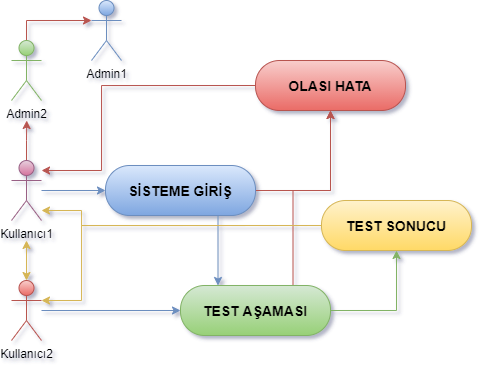 Admin1
OLASI HATA
Admin2
SİSTEME GİRİŞ
Kullanıcı1
TEST SONUCU
TEST AŞAMASI
Kullanıcı2